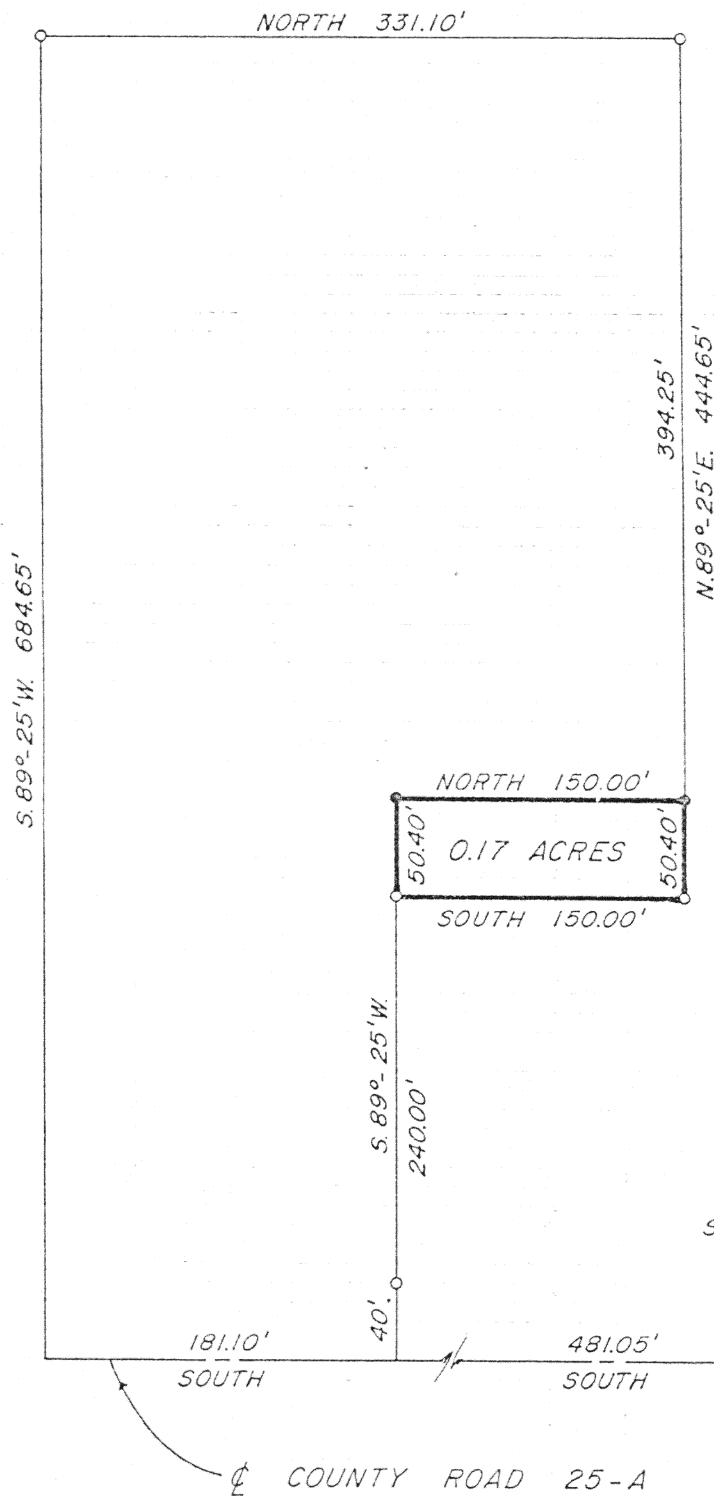 NORTH 331.10'
394.25'
N.89°-25'E. 444.65'
S.89°-25'W. 684.65'
NORTH 150.00'
50.40'
0.17 ACRES
50.40'
SOUTH 150.00'
S.89°-25'W.
240.00'
S
40'.
181.10'
SOUTH
481.05'
SOUTH
℄ COUNTY ROAD 25-A